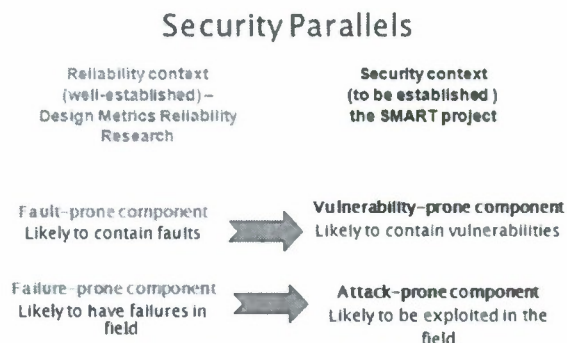 Security Parallels
Reliability context
(well-established) –
Design Metrics Reliability
Research
Security context
(to be established )
the SMART project
Fault-prone component
Likely to contain faults
Vulnerability-prone component
Likely to contain vulnerabilities
Failure-prone component
Likely to have failures in
field
Attack-prone component
Likely to be exploited in the
field